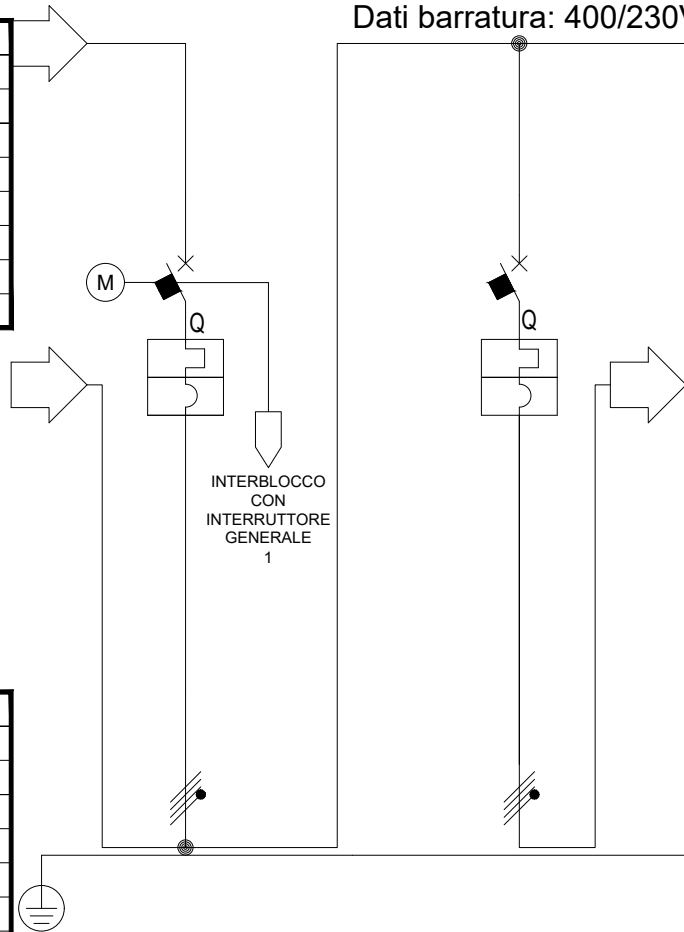 Dati barratura: 400/230V
M
Q
Q
INTERBLOCCO
CON
INTERRUTTORE
GENERALE
1